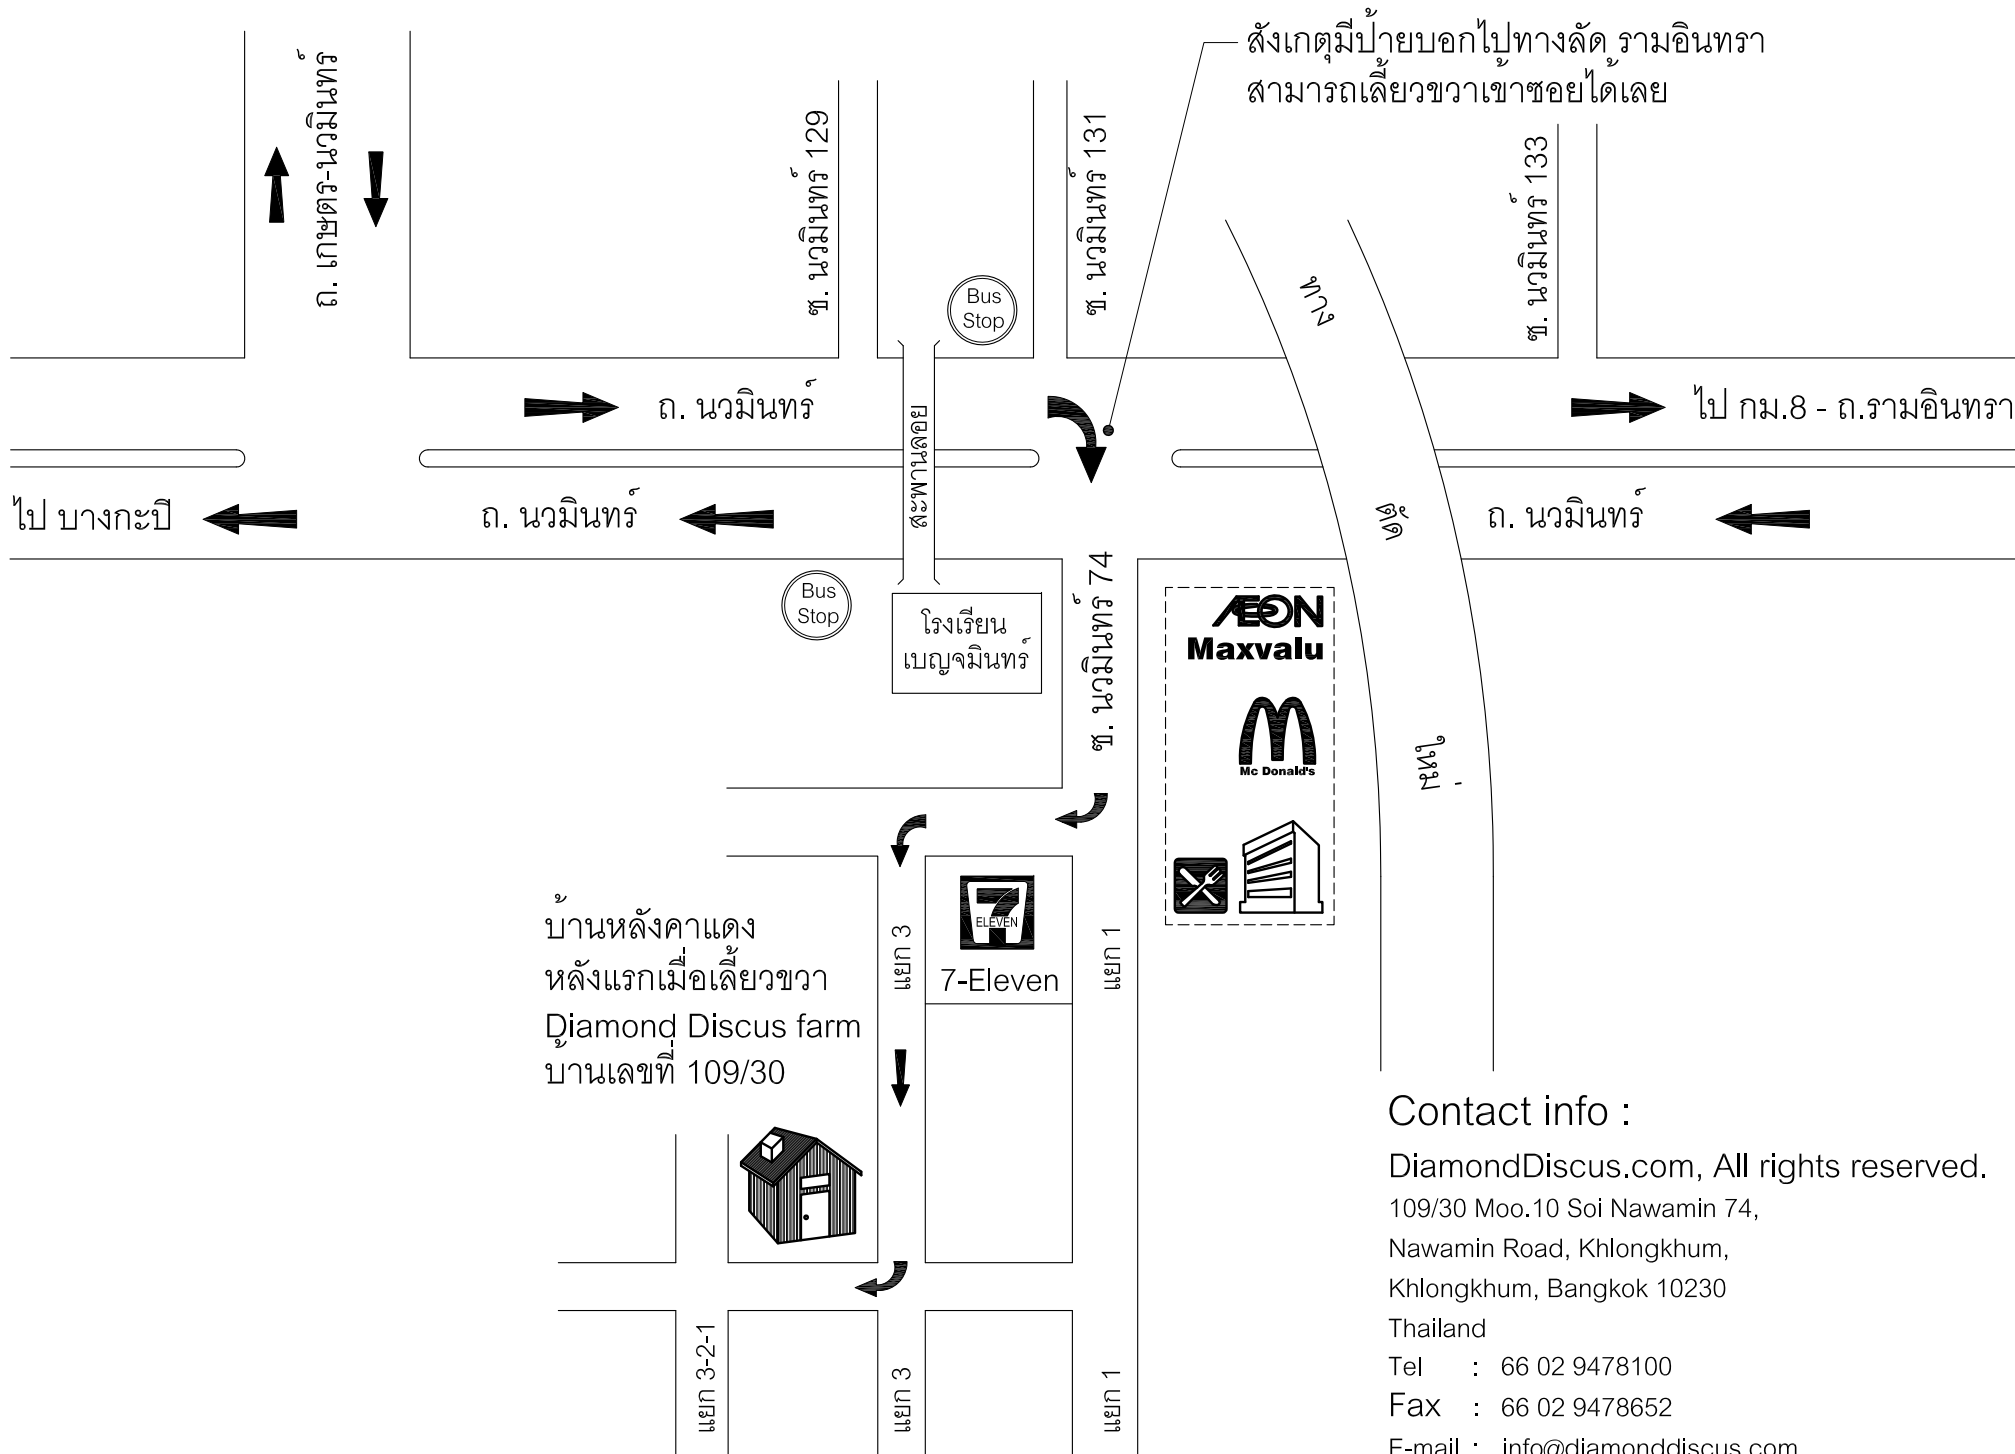 สังเกตุมีป้ายบอกไปทางลัด รามอินทรา
สามารถเลี้ยวขวาเข้าซอยได้เลย
ถ. เกษตร-นวมินทร์
ซ. นวมินทร์ 129
ซ. นวมินทร์ 131
ซ. นวมินทร์ 133
Bus
Stop
ทาง
ตัด
ใหม่
ถ. นวมินทร์
ไป กม.8 - ถ.รามอินทรา
สะพานลอย
ไป บางกะปิ
ถ. นวมินทร์
ถ. นวมินทร์
Bus
Stop
โรงเรียน
เบญจมินทร์
ซ. นวมินทร์ 74
ÆON
Maxvalu
Mc Donald's
บ้านหลังคาแดง
หลังแรกเมื่อเลี้ยวขวา
Diamond Discus farm
บ้านเลขที่ 109/30
แยก 3
7
ELEVEN
7-Eleven
แยก 1
แยก 3-2-1
แยก 3
แยก 1
Contact info :
DiamondDiscus.com, All rights reserved.
109/30 Moo.10 Soi Nawamin 74,
Nawamin Road, Khlongkhum,
Khlongkhum, Bangkok 10230
Thailand
Tel : 66 02 9478100
Fax : 66 02 9478652
E-mail : info@diamonddiscus.com